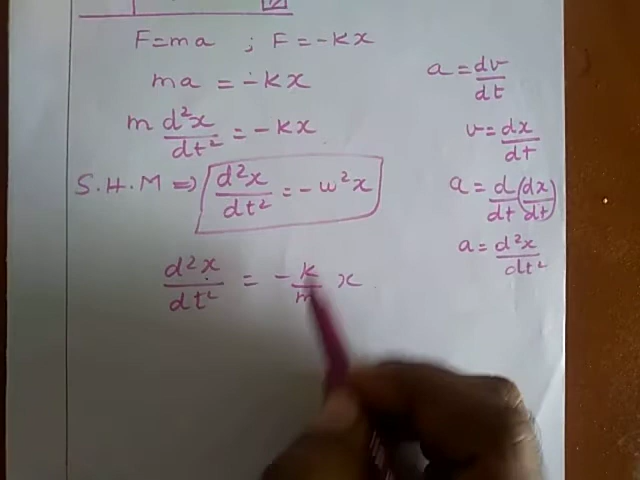 F=ma ; F=-kx
ma = -kx
m d²x/dt² = -kx
S.H.M ⇒ d²x/dt² = -ω²x
d²x/dt² = -k/m x
a = dv/dt
v = dx/dt
a = d/dt (dx/dt)
a = d²x/dt²